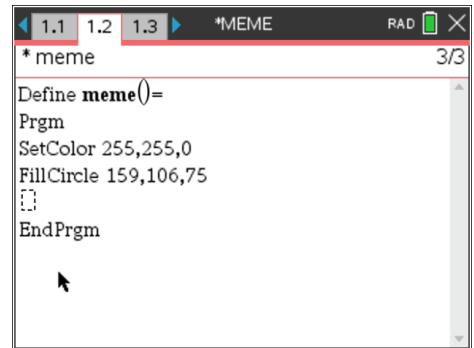 1.1 1.2 1.3 *MEME RAD
* meme 3/3
Define meme()=
Prgm
SetColor 255,255,0
FillCircle 159,106,75
EndPrgm